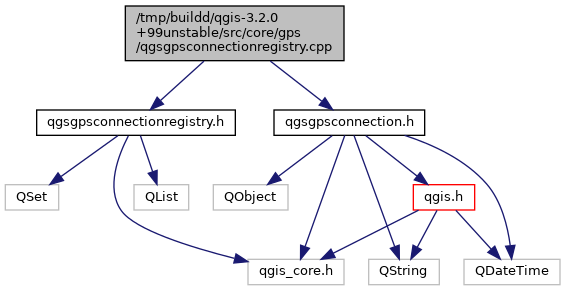 /tmp/buildd/qgis-3.2.0
+99unstable/src/core/gps
/qgsgpsconnectionregistry.cpp
qgsgpsconnectionregistry.h
qgsgpsconnection.h
QSet
QList
QObject
qgis.h
qgis_core.h
QString
QDateTime